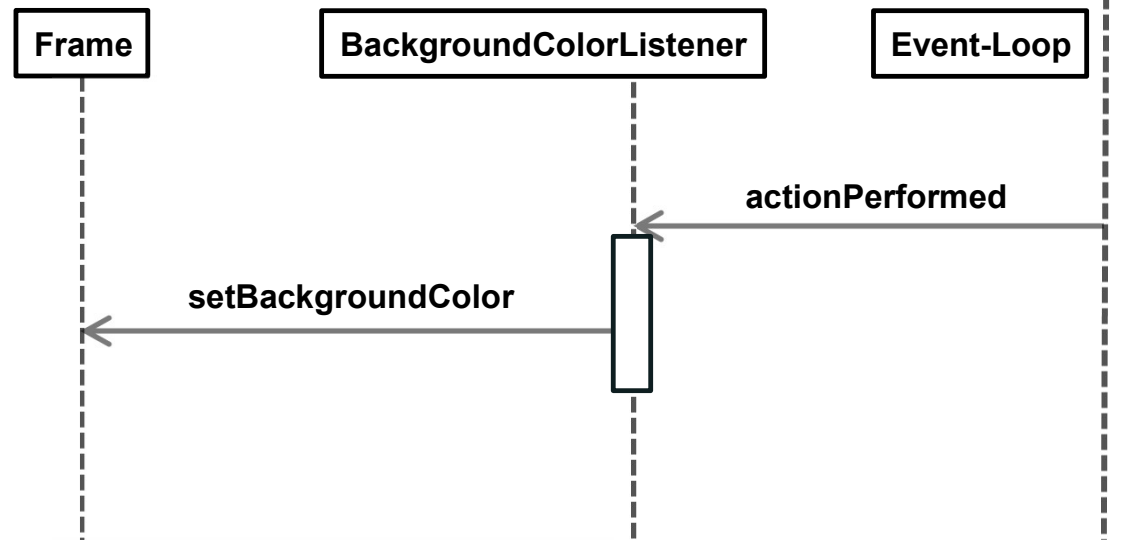 Frame
BackgroundColorListener
Event-Loop
actionPerformed
setBackgroundColor